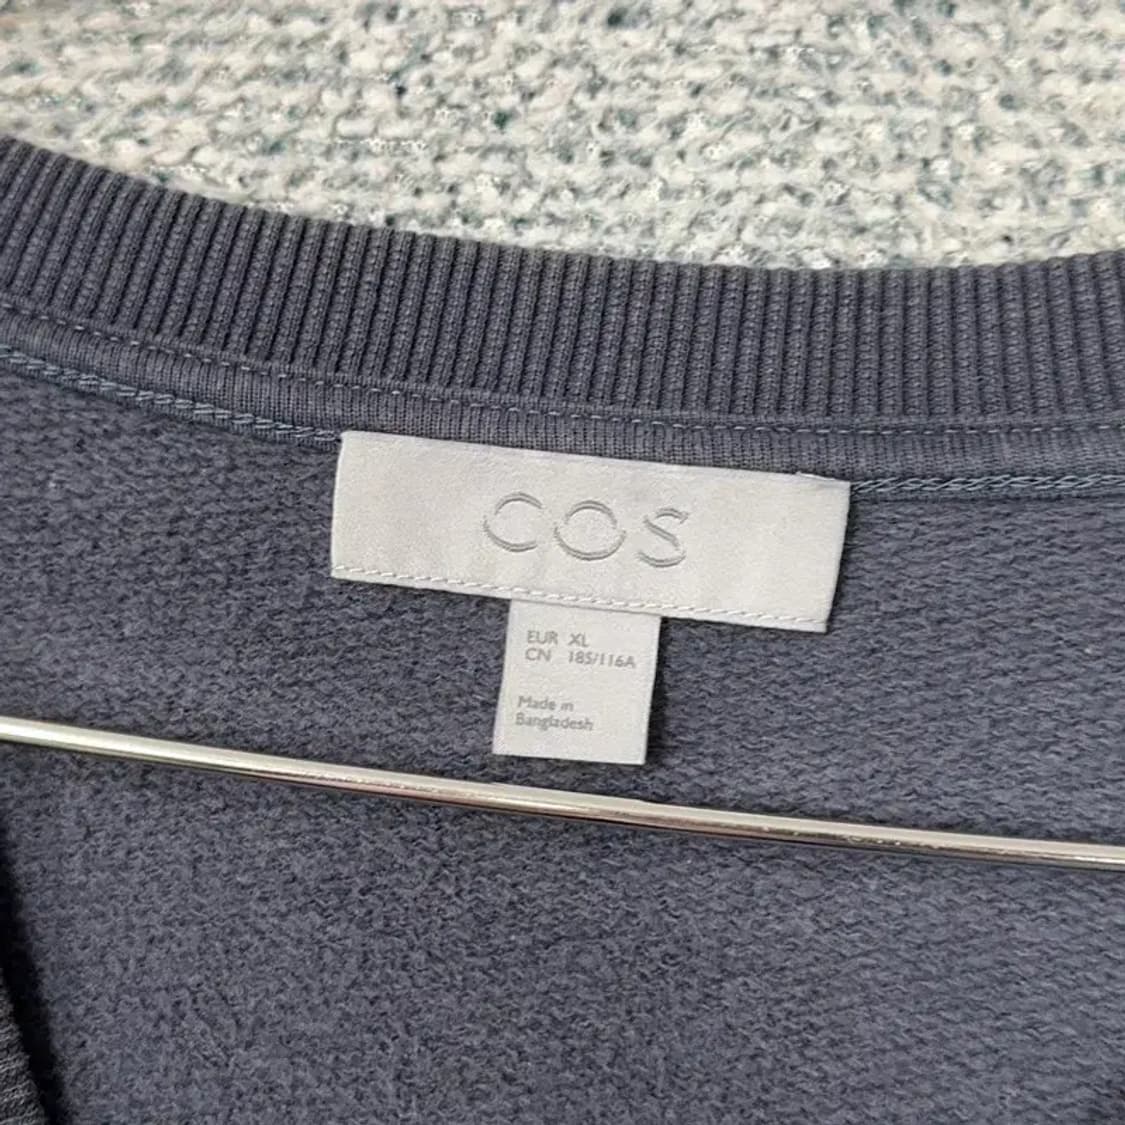 COS
EUR XL
CN 185/116A
Made in
Bangladesh